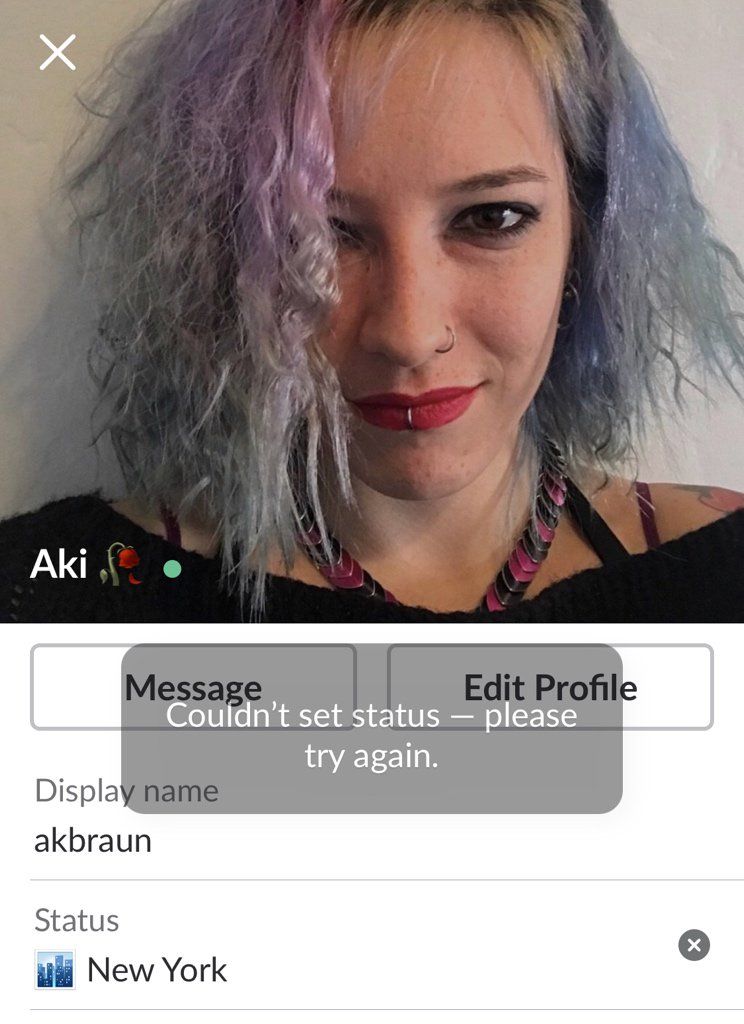 Aki 🥀
Message
Edit Profile
Couldn’t set status — please
try again.
Display name
akbraun
Status
🏙️ New York